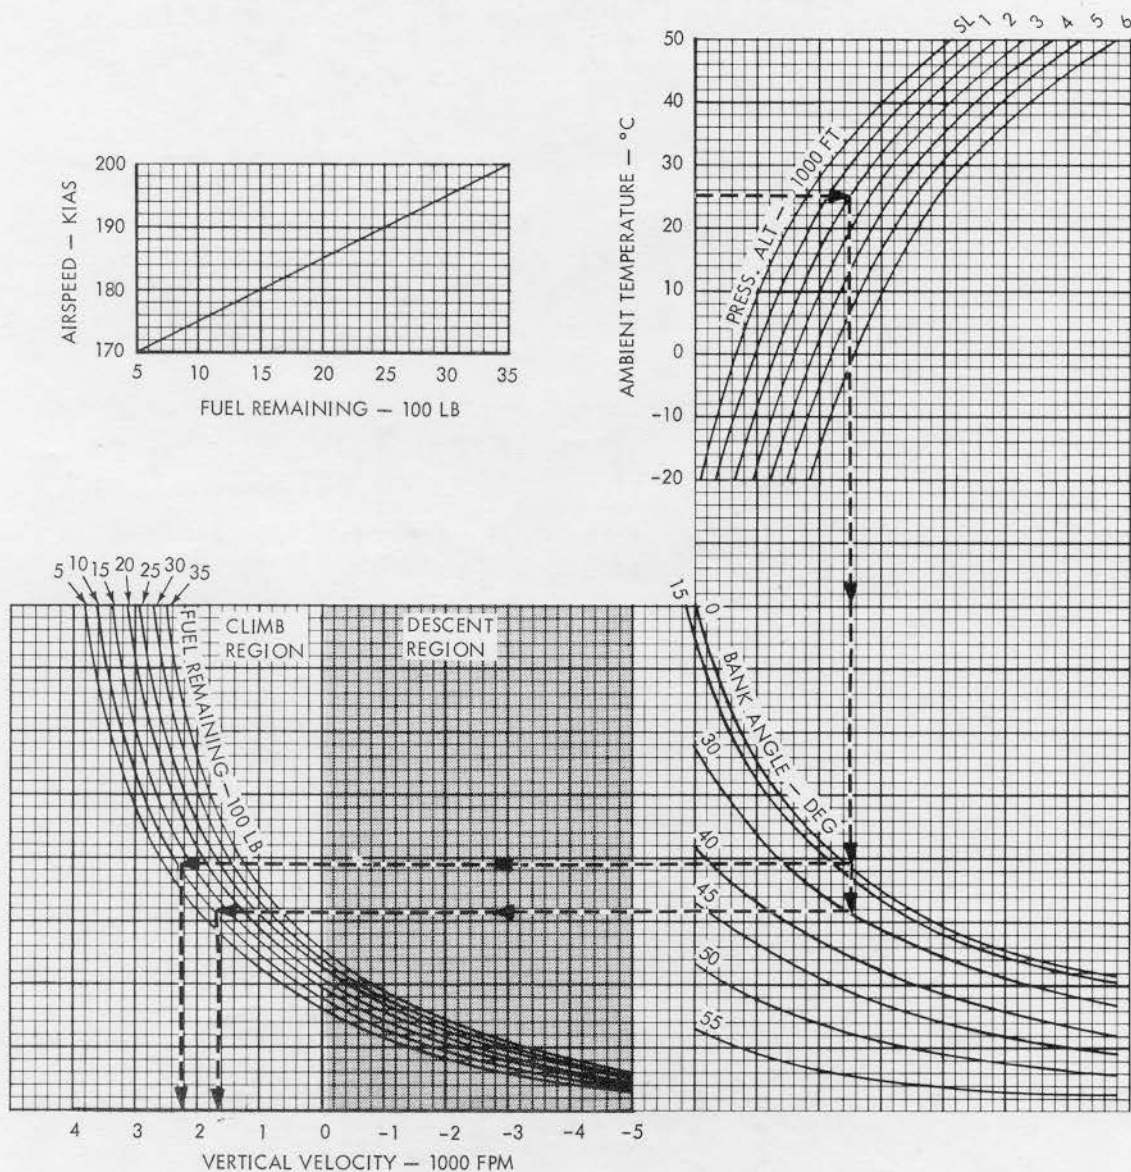 SL 1 2 3 4 5 6
50
40
30
20
10
0
-10
-20
AMBIENT TEMPERATURE — °C
PRESS. ALT — 1000 FT
200
190
180
170
AIRSPEED — KIAS
5 10 15 20 25 30 35
FUEL REMAINING — 100 LB
5 10 15 20 25 30 35
FUEL REMAINING — 100 LB
CLIMB
REGION
DESCENT
REGION
15 0
BANK ANGLE — DEG
30
40
45
50
55
4 3 2 1 0 -1 -2 -3 -4 -5
VERTICAL VELOCITY — 1000 FPM